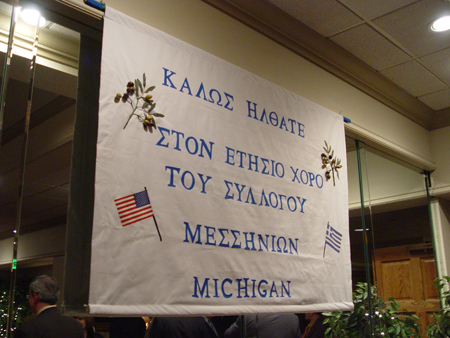 ΚΑΛΩΣ ΗΛΘΑΤΕ
ΣΤΟΝ ΕΤΗΣΙΟ ΧΟΡΟ
ΤΟΥ ΣΥΛΛΟΓΟΥ
ΜΕΣΣΗΝΙΩΝ
MICHIGAN